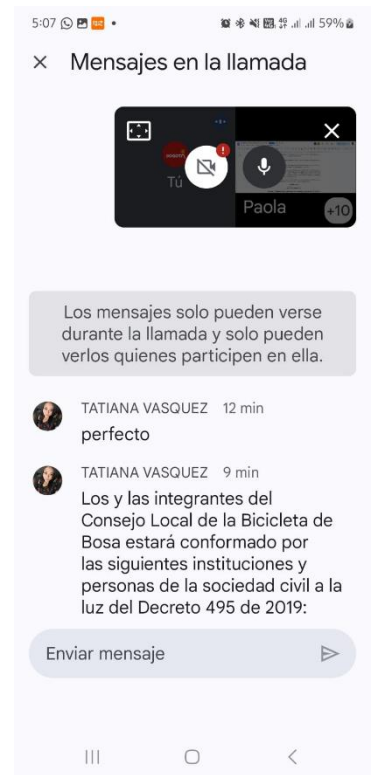 5:07 59%
Mensajes en la llamada
Tú
Paola
+10
Los mensajes solo pueden verse
durante la llamada y solo pueden
verlos quienes participen en ella.
TATIANA VASQUEZ 12 min
perfecto
TATIANA VASQUEZ 9 min
Los y las integrantes del
Consejo Local de la Bicicleta de
Bosa estará conformado por
las siguientes instituciones y
personas de la sociedad civil a la
luz del Decreto 495 de 2019:
Enviar mensaje